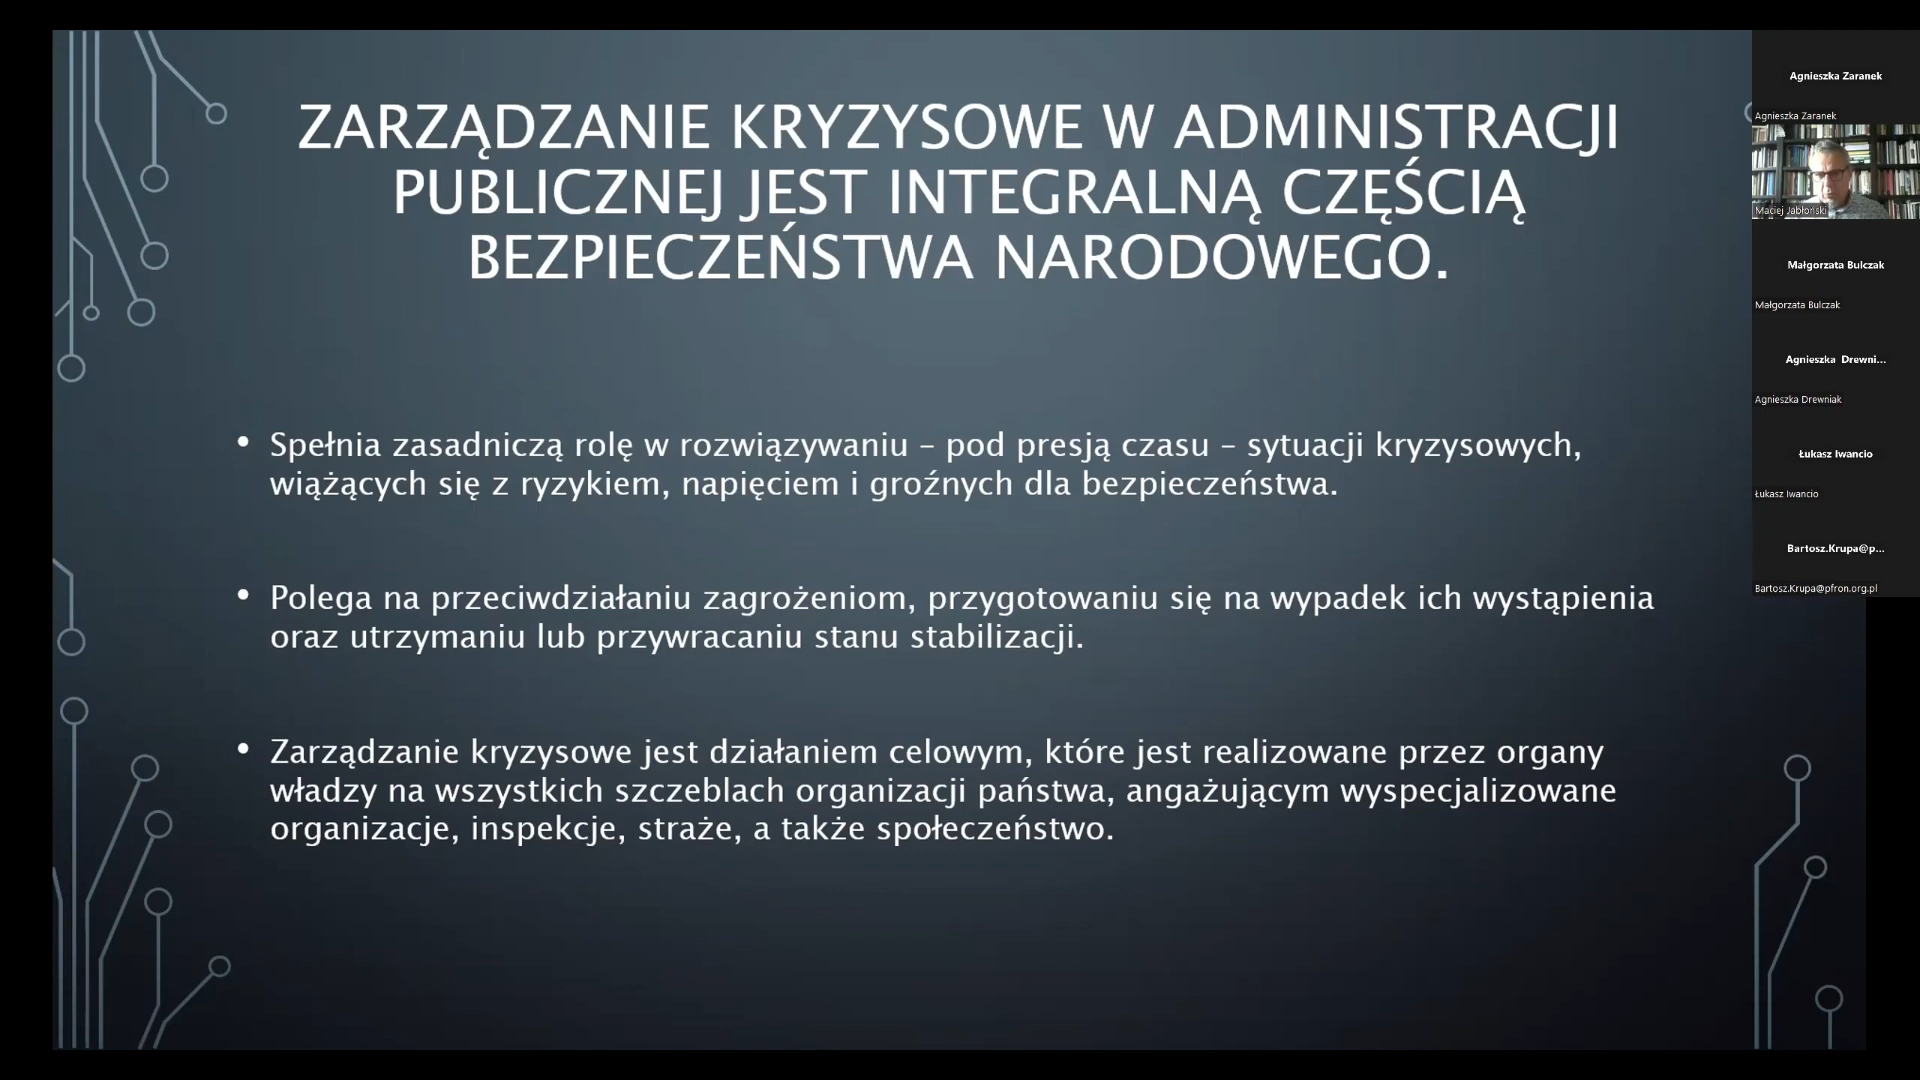 ZARZĄDZANIE KRYZYSOWE W ADMINISTRACJI
PUBLICZNEJ JEST INTEGRALNĄ CZĘŚCIĄ
BEZPIECZEŃSTWA NARODOWEGO.
• Spełnia zasadniczą rolę w rozwiązywaniu – pod presją czasu – sytuacji kryzysowych,
wiążących się z ryzykiem, napięciem i groźnych dla bezpieczeństwa.
• Polega na przeciwdziałaniu zagrożeniom, przygotowaniu się na wypadek ich wystąpienia
oraz utrzymaniu lub przywracaniu stanu stabilizacji.
• Zarządzanie kryzysowe jest działaniem celowym, które jest realizowane przez organy
władzy na wszystkich szczeblach organizacji państwa, angażującym wyspecjalizowane
organizacje, inspekcje, straże, a także społeczeństwo.
Agnieszka Zaranek
Agnieszka Zaranek
Maciej Jabłoński
Małgorzata Bulczak
Małgorzata Bulczak
Agnieszka Drewni...
Agnieszka Drewniak
Łukasz Iwancio
Łukasz Iwancio
Bartosz.Krupa@p...
Bartosz.Krupa@pfron.org.pl